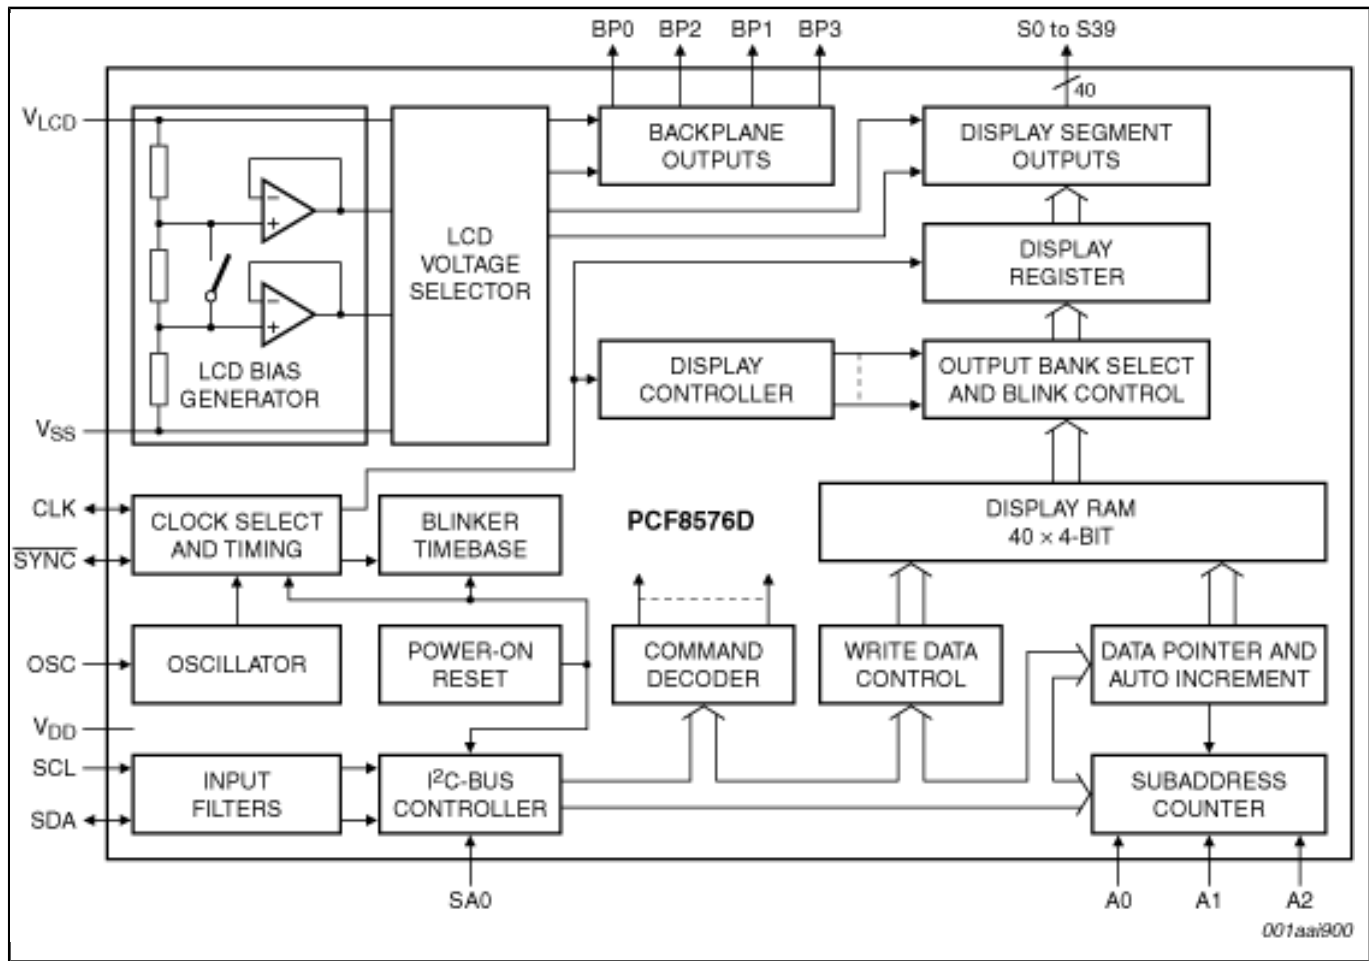 BP0 BP2 BP1 BP3 S0 to S39
40
VLCD
BACKPLANE
OUTPUTS
DISPLAY SEGMENT
OUTPUTS
LCD
VOLTAGE
SELECTOR
DISPLAY
REGISTER
LCD BIAS
GENERATOR
DISPLAY
CONTROLLER
OUTPUT BANK SELECT
AND BLINK CONTROL
VSS
CLK
SYNC
CLOCK SELECT
AND TIMING
BLINKER
TIMEBASE
PCF8576D
DISPLAY RAM
40 × 4-BIT
OSC
OSCILLATOR
POWER-ON
RESET
COMMAND
DECODER
WRITE DATA
CONTROL
DATA POINTER AND
AUTO INCREMENT
VDD
SCL
SDA
INPUT
FILTERS
I²C-BUS
CONTROLLER
SUBADDRESS
COUNTER
SA0 A0 A1 A2
001aai900